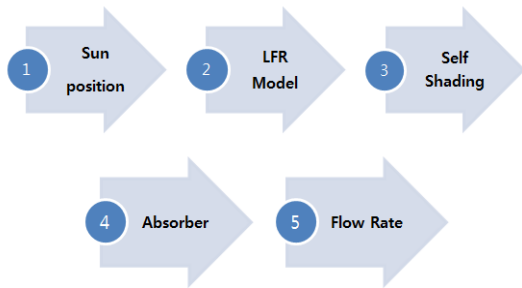 1
Sun
position
2
LFR
Model
3
Self
Shading
4
Absorber
5
Flow Rate